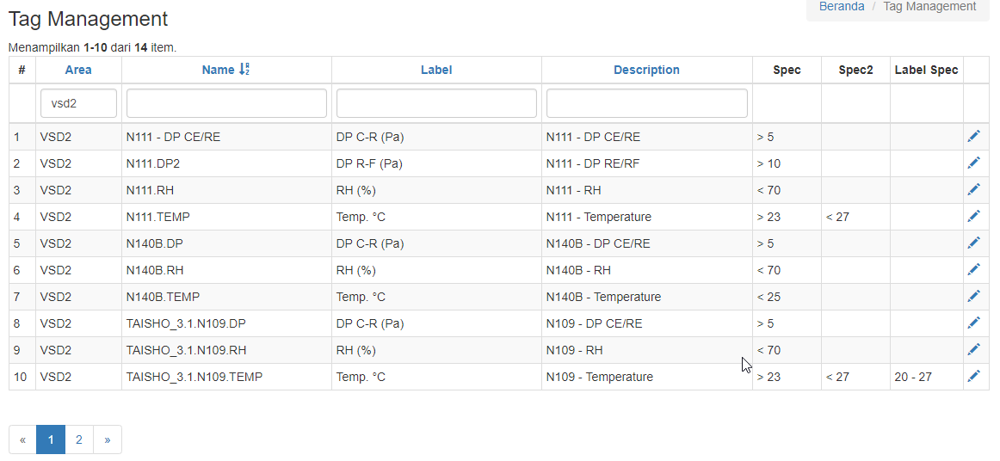 Beranda / Tag Management
Tag Management
Menampilkan 1-10 dari 14 item.
# Area Name Label Description Spec Spec2 Label Spec
vsd2
1 VSD2 N111 - DP CE/RE DP C-R (Pa) N111 - DP CE/RE > 5
2 VSD2 N111.DP2 DP R-F (Pa) N111 - DP RE/RF > 10
3 VSD2 N111.RH RH (%) N111 - RH < 70
4 VSD2 N111.TEMP Temp. °C N111 - Temperature > 23 < 27
5 VSD2 N140B.DP DP C-R (Pa) N140B - DP CE/RE > 5
6 VSD2 N140B.RH RH (%) N140B - RH < 70
7 VSD2 N140B.TEMP Temp. °C N140B - Temperature < 25
8 VSD2 TAISHO_3.1.N109.DP DP C-R (Pa) N109 - DP CE/RE > 5
9 VSD2 TAISHO_3.1.N109.RH RH (%) N109 - RH < 70
10 VSD2 TAISHO_3.1.N109.TEMP Temp. °C N109 - Temperature > 23 < 27 20 - 27
« 1 2 »